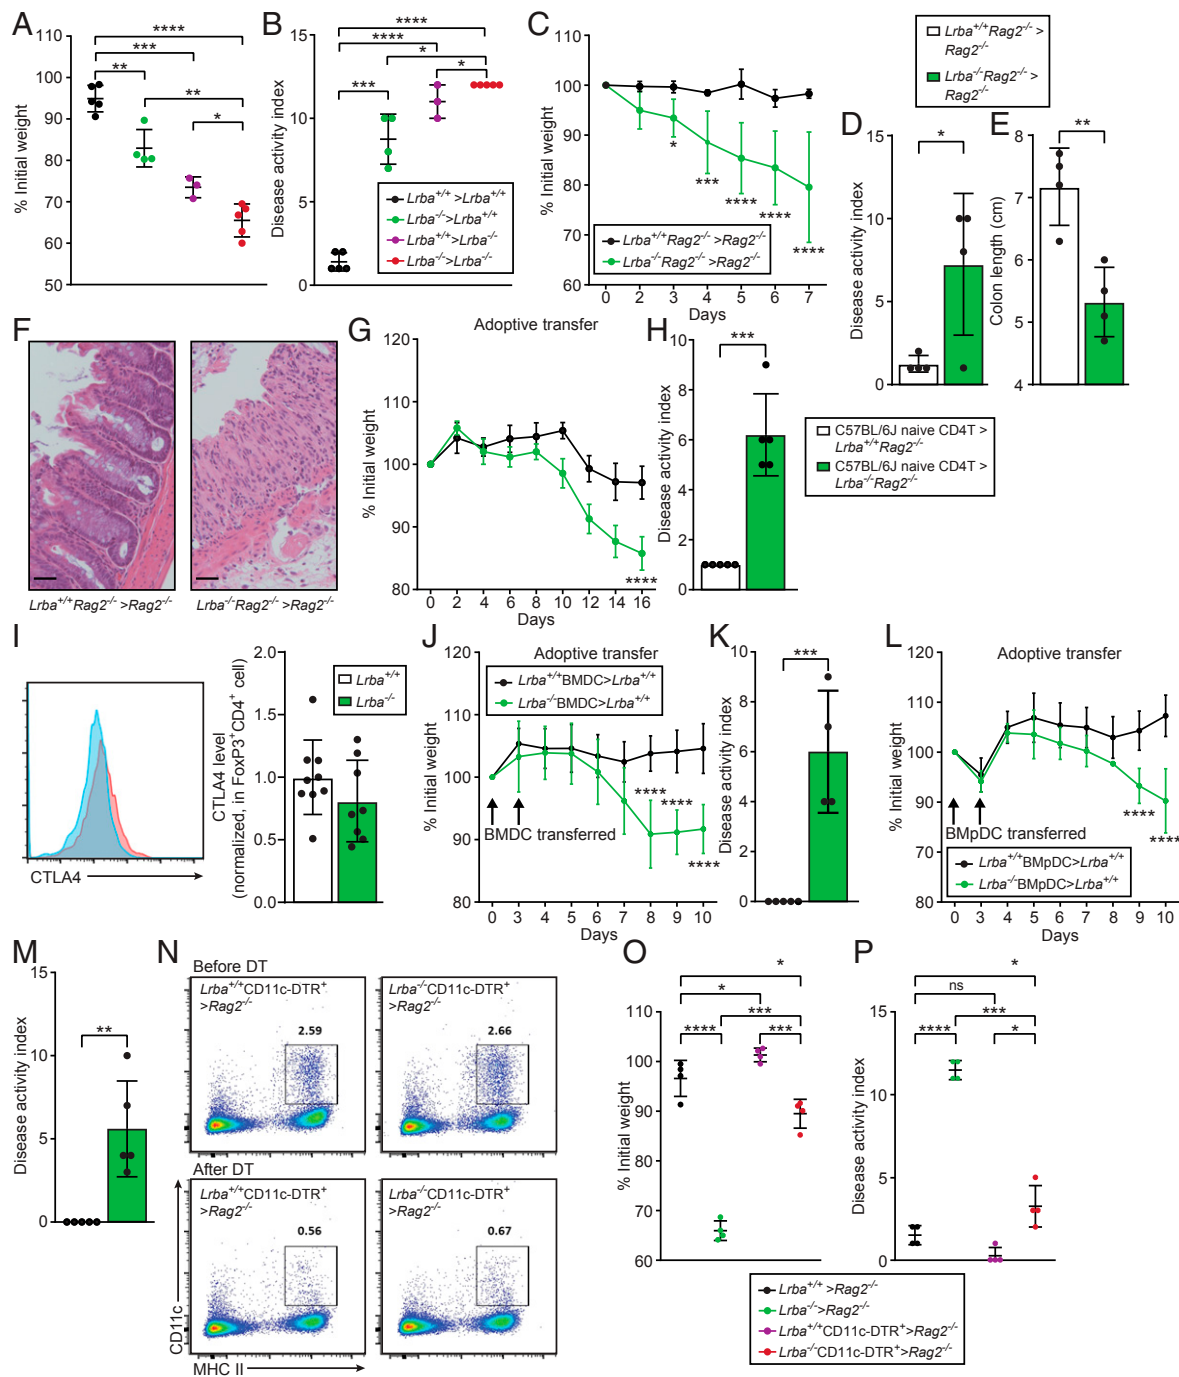 A
110
100
90
80
70
60
50
% Initial weight
****
***
**
**
*
B
15
10
5
0
Disease activity index
****
****
*
***
*
Lrba+/+>Lrba+/+
Lrba-/->Lrba+/+
Lrba+/+>Lrba-/-
Lrba-/->Lrba-/-
C
110
100
90
80
60
% Initial weight
*
***
****
****
****
Lrba+/+Rag2-/->Rag2-/-
Lrba-/-Rag2-/->Rag2-/-
0 2 3 4 5 6 7
Days
Lrba+/+Rag2-/->
Rag2-/-
Lrba-/-Rag2-/->
Rag2-/-
D
15
10
5
0
Disease activity index
*
E
8
7
6
5
4
Colon length (cm)
**
F
Lrba+/+Rag2-/->Rag2-/-
Lrba-/-Rag2-/->Rag2-/-
G
Adoptive transfer
120
110
100
90
80
% Initial weight
****
0 2 4 6 8 10 12 14 16
Days
H
10
8
6
4
2
0
Disease activity index
***
C57BL/6J naive CD4T >
Lrba+/+Rag2-/-
C57BL/6J naive CD4T >
Lrba-/-Rag2-/-
I
CTLA4
2.0
1.5
1.0
0.5
0.0
CTLA4 level
(normalized, in FoxP3+CD4+ cell)
Lrba+/+
Lrba-/-
J
Adoptive transfer
120
110
100
90
80
% Initial weight
Lrba+/+BMDC>Lrba+/+
Lrba-/-BMDC>Lrba+/+
**** ****
****
BMDC transferred
0 3 4 5 6 7 8 9 10
Days
K
10
8
6
4
2
0
Disease activity index
***
L
Adoptive transfer
120
110
100
90
80
% Initial weight
BMpDC transferred
****
****
Lrba+/+BMpDC>Lrba+/+
Lrba-/-BMpDC>Lrba+/+
0 3 4 5 6 7 8 9 10
Days
M
15
10
5
0
Disease activity index
**
N
Before DT
Lrba+/+CD11c-DTR+
>Rag2-/-
2.59
Lrba-/-CD11c-DTR+
>Rag2-/-
2.66
After DT
Lrba+/+CD11c-DTR+
>Rag2-/-
0.56
Lrba-/-CD11c-DTR+
>Rag2-/-
0.67
CD11c
MHC II
O
110
100
90
80
70
60
% Initial weight
*
*
***
****
***
P
15
10
5
0
Disease activity index
*
ns
***
****
*
Lrba+/+>Rag2-/-
Lrba-/->Rag2-/-
Lrba+/+CD11c-DTR+>Rag2-/-
Lrba-/-CD11c-DTR+>Rag2-/-